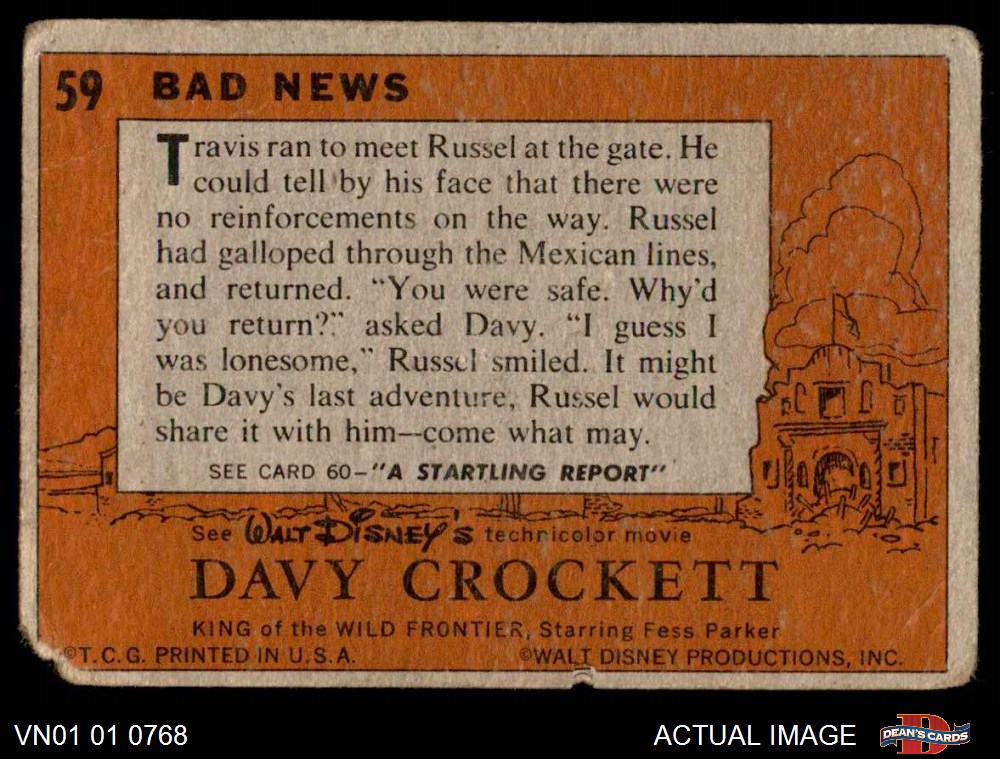 59 BAD NEWS
Travis ran to meet Russel at the gate. He
could tell by his face that there were
no reinforcements on the way. Russel
had galloped through the Mexican lines,
and returned. “You were safe. Why'd
you return?” asked Davy. “I guess I
was lonesome,” Russel smiled. It might
be Davy's last adventure, Russel would
share it with him—come what may.
SEE CARD 60–"A STARTLING REPORT"
See WALT DISNEY'S technicolor movie
DAVY CROCKETT
KING of the WILD FRONTIER, Starring Fess Parker
©T.C.G. PRINTED IN U.S.A. ©WALT DISNEY PRODUCTIONS, INC.
VN01 01 0768 ACTUAL IMAGE DEAN'S CARDS